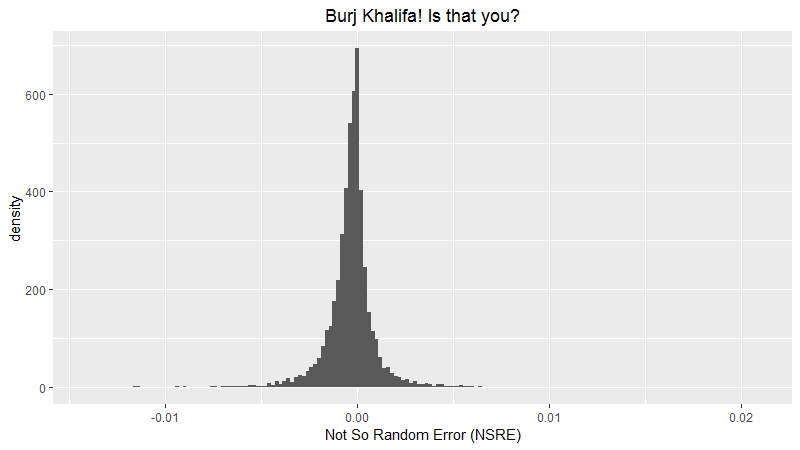 Burj Khalifa! Is that you?
600
400
200
0
density
-0.01 0.00 0.01 0.02
Not So Random Error (NSRE)